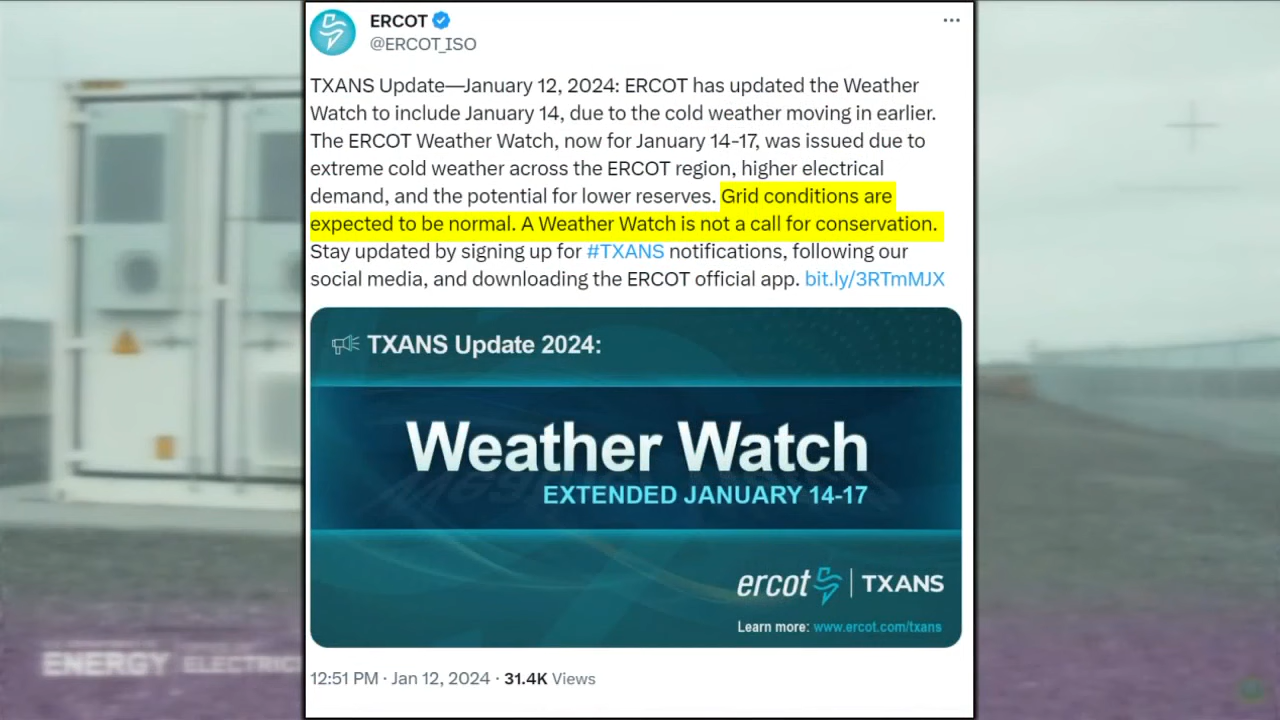 ERCOT
@ERCOT_ISO
TXANS Update—January 12, 2024: ERCOT has updated the Weather
Watch to include January 14, due to the cold weather moving in earlier.
The ERCOT Weather Watch, now for January 14-17, was issued due to
extreme cold weather across the ERCOT region, higher electrical
demand, and the potential for lower reserves. Grid conditions are
expected to be normal. A Weather Watch is not a call for conservation.
Stay updated by signing up for #TXANS notifications, following our
social media, and downloading the ERCOT official app. bit.ly/3RTmMJX
TXANS Update 2024:
Weather Watch
EXTENDED JANUARY 14-17
ercot | TXANS
Learn more: www.ercot.com/txans
12:51 PM · Jan 12, 2024 · 31.4K Views
ENERGY